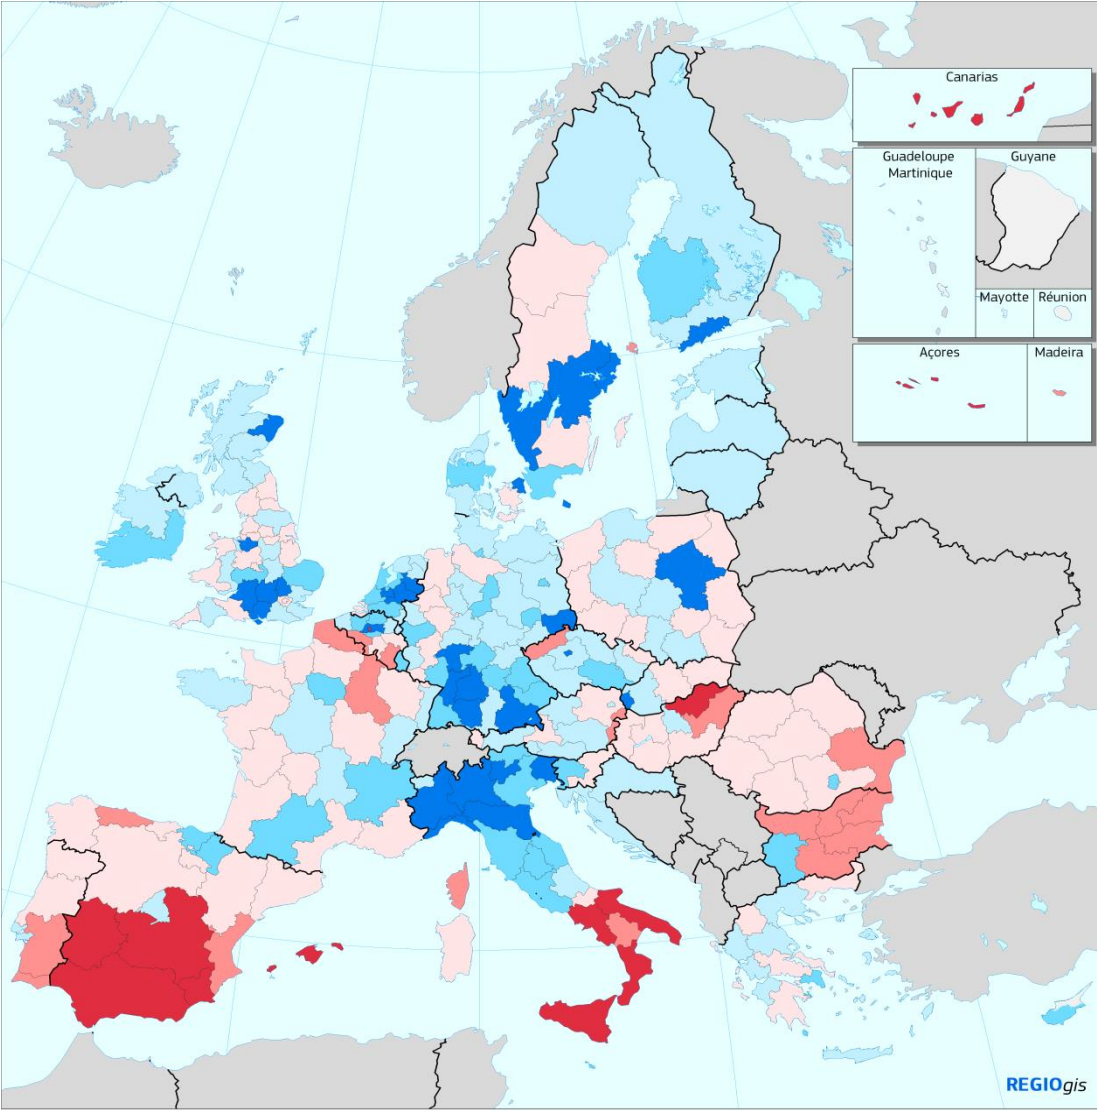 Canarias
Guadeloupe
Martinique
Guyane
Mayotte
Réunion
Açores
Madeira
REGIOgis